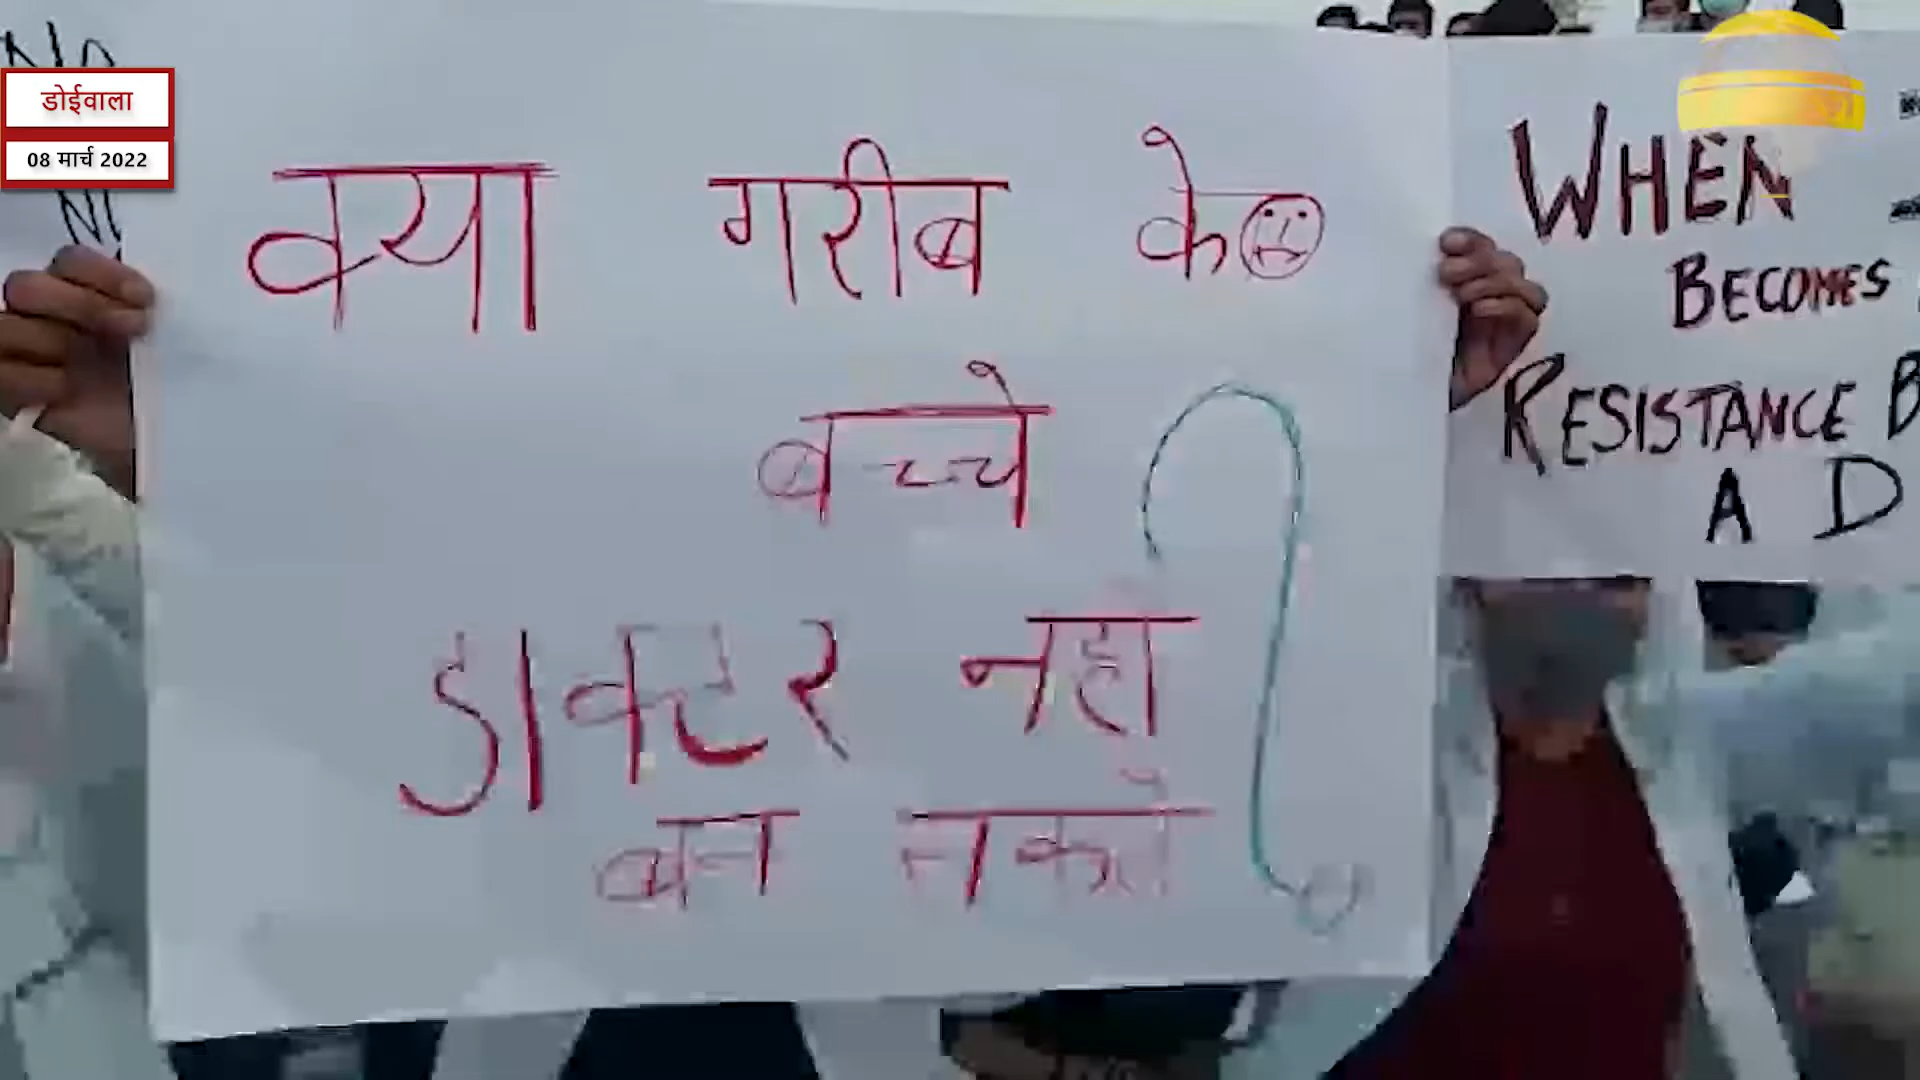 डोईवाला
08 मार्च 2022
क्या गरीब के
बच्चे
डाक्टर नही
बन सकते
WHEN
BECOMES
RESISTANCE B
A D